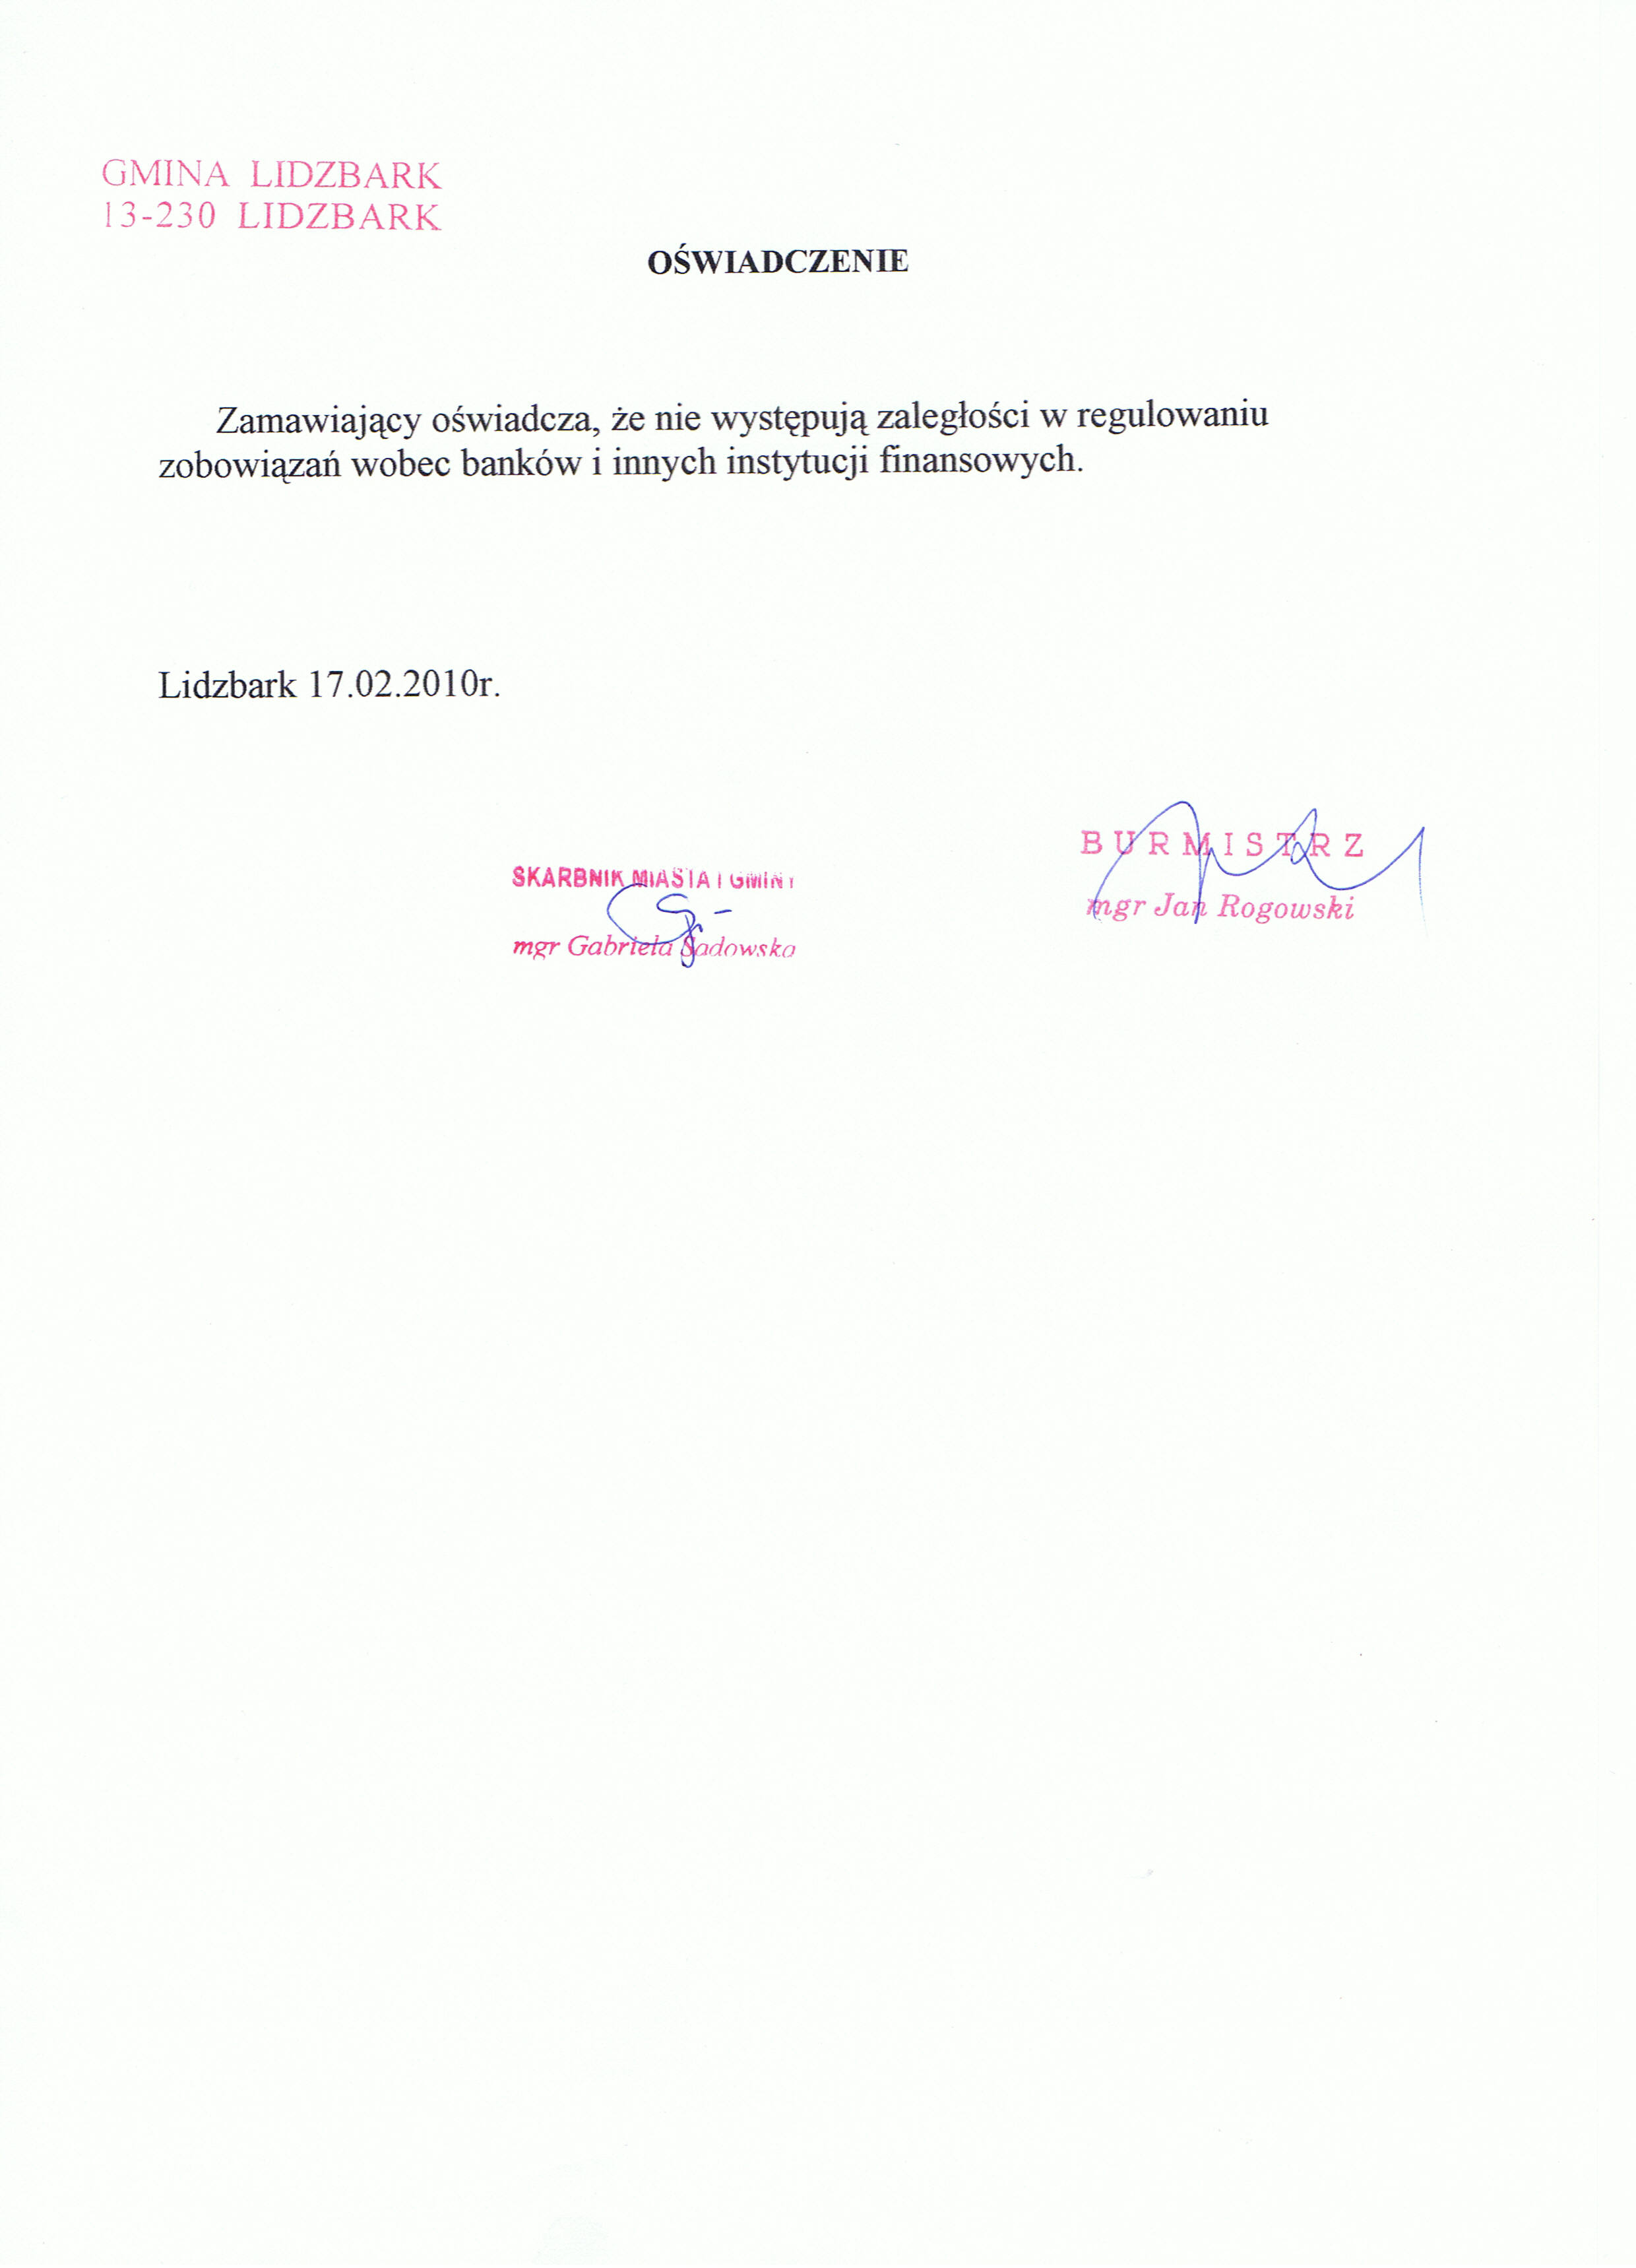 GMINA LIDZBARK
13-230 LIDZBARK
OŚWIADCZENIE
Zamawiający oświadcza, że nie występują zaległości w regulowaniu
zobowiązań wobec banków i innych instytucji finansowych.
Lidzbark 17.02.2010r.
BURMISTRZ
mgr Jan Rogowski
SKARBNIK MIASTA I GMINY
mgr Gabriela Sadowska